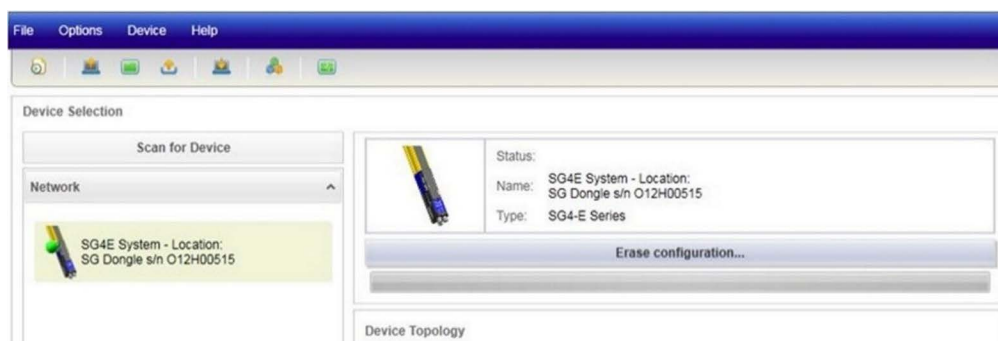 File Options Device Help
Device Selection
Scan for Device
Network
SG4E System - Location:
SG Dongle s/n O12H00515
Status:
Name: SG4E System - Location:
SG Dongle s/n O12H00515
Type: SG4-E Series
Erase configuration...
Device Topology